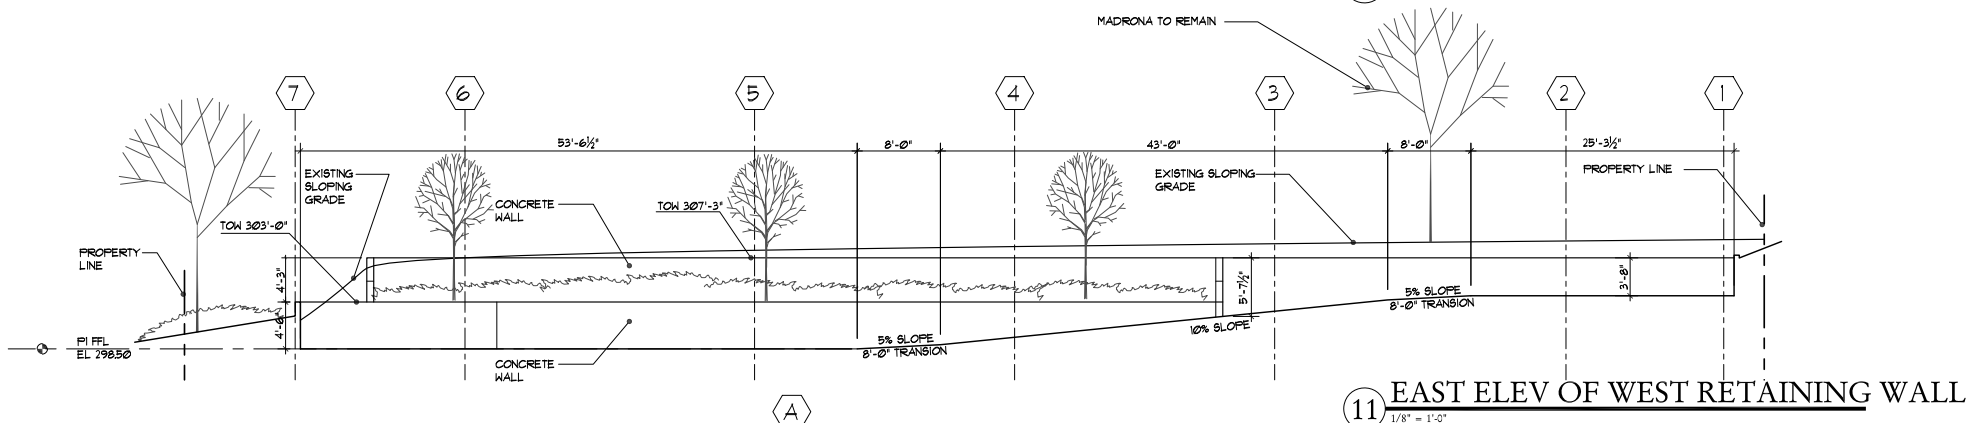 MADRONA TO REMAIN
7
6
5
4
3
2
1
53'-6½"
8'-0"
43'-0"
8'-0"
25'-3½"
EXISTING
SLOPING
GRADE
EXISTING SLOPING
GRADE
PROPERTY LINE
CONCRETE
WALL
TOW 307'-3"
TOW 303'-0"
PROPERTY
LINE
4'-3"
5'-7½"
3'-8"
4'-0"
5% SLOPE
8'-0" TRANSION
10% SLOPE
5% SLOPE
8'-0" TRANSION
P1 FFL
EL 298.50
CONCRETE
WALL
A
11
EAST ELEV OF WEST RETAINING WALL
1/8" = 1'-0"